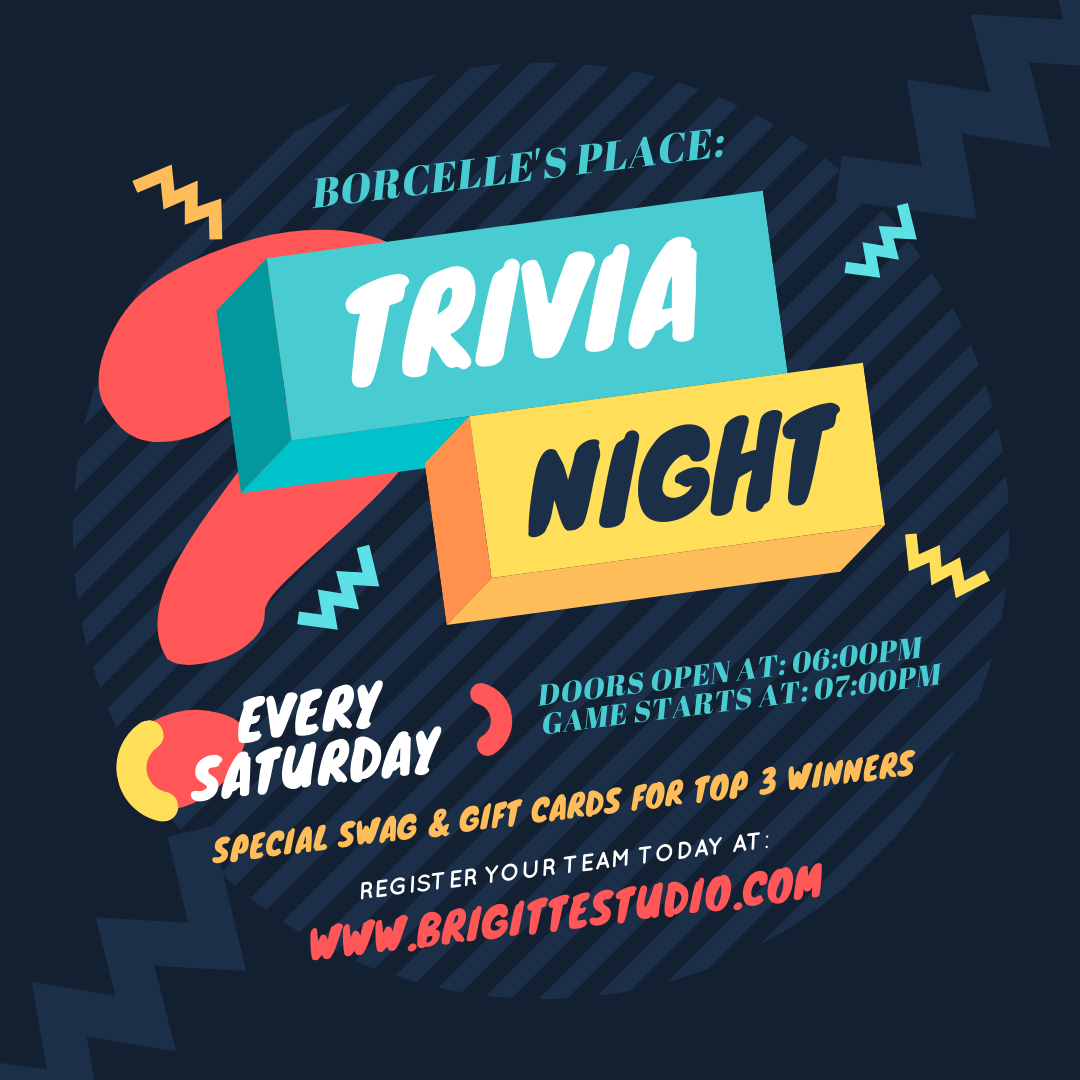 BORCELLE'S PLACE:
TRIVIA
NIGHT
EVERY
SATURDAY
DOORS OPEN AT: 06:00PM
GAME STARTS AT: 07:00PM
SPECIAL SWAG & GIFT CARDS FOR TOP 3 WINNERS
REGISTER YOUR TEAM TODAY AT:
WWW.BRIGITTESTUDIO.COM